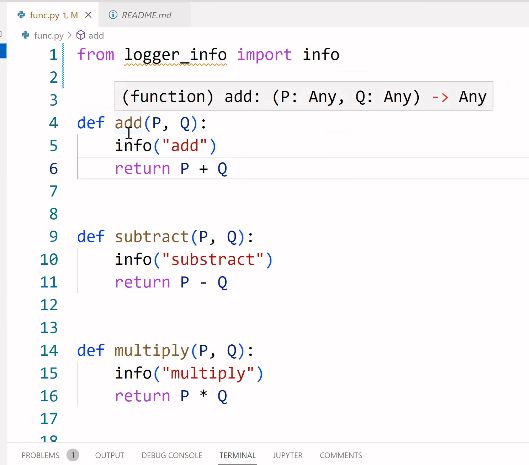 func.py 1, M X README.md
func.py > add
1 from logger_info import info
2
3
(function) add: (P: Any, Q: Any) -> Any
4 def add(P, Q):
5 info("add")
6 return P + Q
7
8
9 def subtract(P, Q):
10 info("substract")
11 return P - Q
12
13
14 def multiply(P, Q):
15 info("multiply")
16 return P * Q
17
18
PROBLEMS 1 OUTPUT DEBUG CONSOLE TERMINAL JUPYTER COMMENTS